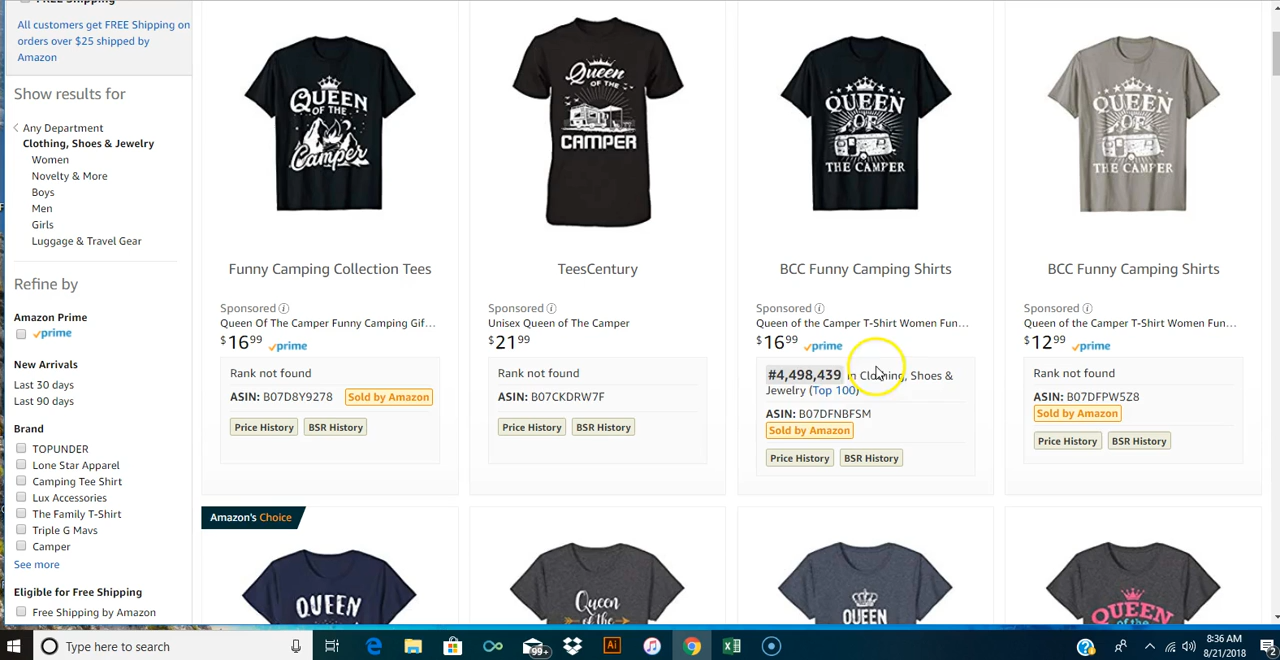 FREE Shipping
All customers get FREE Shipping on
orders over $25 shipped by
Amazon
Show results for
Any Department
Clothing, Shoes & Jewelry
Women
Novelty & More
Boys
Men
Girls
Luggage & Travel Gear
Refine by
Amazon Prime
prime
New Arrivals
Last 30 days
Last 90 days
Brand
TOPUNDER
Lone Star Apparel
Camping Tee Shirt
Lux Accessories
The Family T-Shirt
Triple G Mavs
Camper
See more
Eligible for Free Shipping
Free Shipping by Amazon
QUEEN
OF THE
Camper
Funny Camping Collection Tees
Sponsored
Queen Of The Camper Funny Camping Gif...
$16 99 prime
Rank not found
ASIN: B07D8Y9278 Sold by Amazon
Price History BSR History
Queen
OF THE
CAMPER
TeesCentury
Sponsored
Unisex Queen of The Camper
$21 99
Rank not found
ASIN: B07CKDRW7F
Price History BSR History
QUEEN
OF
THE CAMPER
BCC Funny Camping Shirts
Sponsored
Queen of the Camper T-Shirt Women Fun...
$16 99 prime
#4,498,439 in Clothing, Shoes &
Jewelry (Top 100)
ASIN: B07DFNBFSM
Sold by Amazon
Price History BSR History
QUEEN
OF
THE CAMPER
BCC Funny Camping Shirts
Sponsored
Queen of the Camper T-Shirt Women Fun...
$12 99 prime
Rank not found
ASIN: B07DFPW5Z8
Sold by Amazon
Price History BSR History
Amazon's Choice
QUEEN
Queen
of the
QUEEN
QUEEN
of the
Type here to search
99+
Ai
8:36 AM
8/21/2018
2